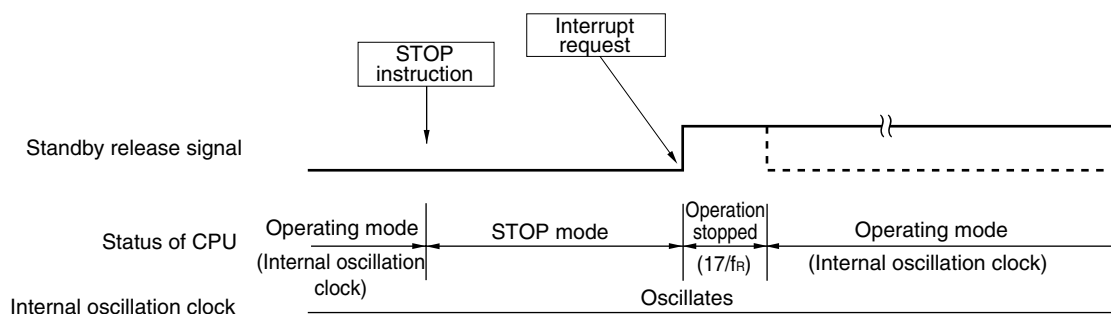 STOP
instruction
Interrupt
request
Standby release signal
Status of CPU
Operating mode
(Internal oscillation
clock)
STOP mode
Operation
stopped
(17/fR)
Operating mode
(Internal oscillation clock)
Internal oscillation clock
Oscillates